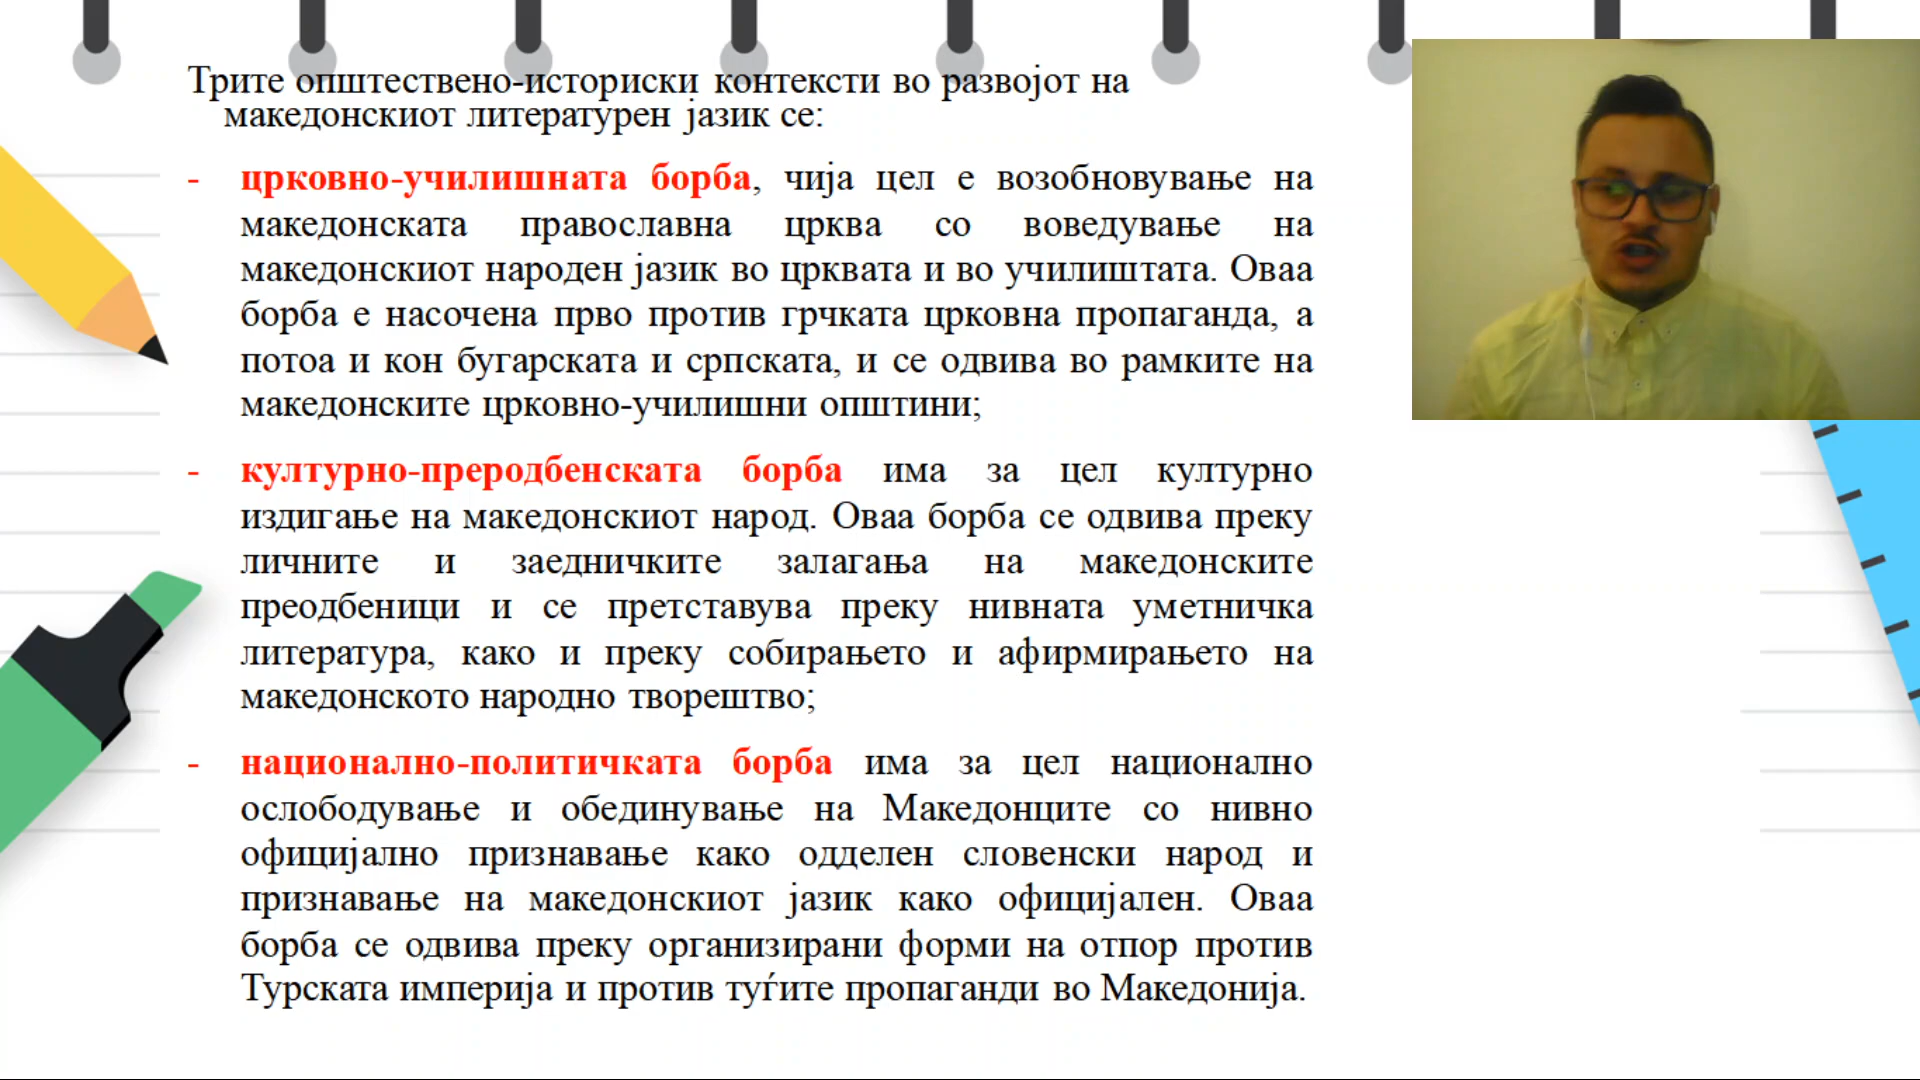 Трите општествено-историски контексти во развојот на
македонскиот литературен јазик се:
- црковно-училишната борба, чија цел е возобновување на
македонската православна црква со воведување на
македонскиот народен јазик во црквата и во училиштата. Оваа
борба е насочена прво против грчката црковна пропаганда, а
потоа и кон бугарската и српската, и се одвива во рамките на
македонските црковно-училишни општини;
- културно-преродбенската борба има за цел културно
издигање на македонскиот народ. Оваа борба се одвива преку
личните и заедничките залагања на македонските
преодбеници и се претставува преку нивната уметничка
литература, како и преку собирањето и афирмирањето на
македонското народно творештво;
- национално-политичката борба има за цел национално
ослободување и обединување на Македонците со нивно
официјално признавање како одделен словенски народ и
признавање на македонскиот јазик како официјален. Оваа
борба се одвива преку организирани форми на отпор против
Турската империја и против туѓите пропаганди во Македонија.